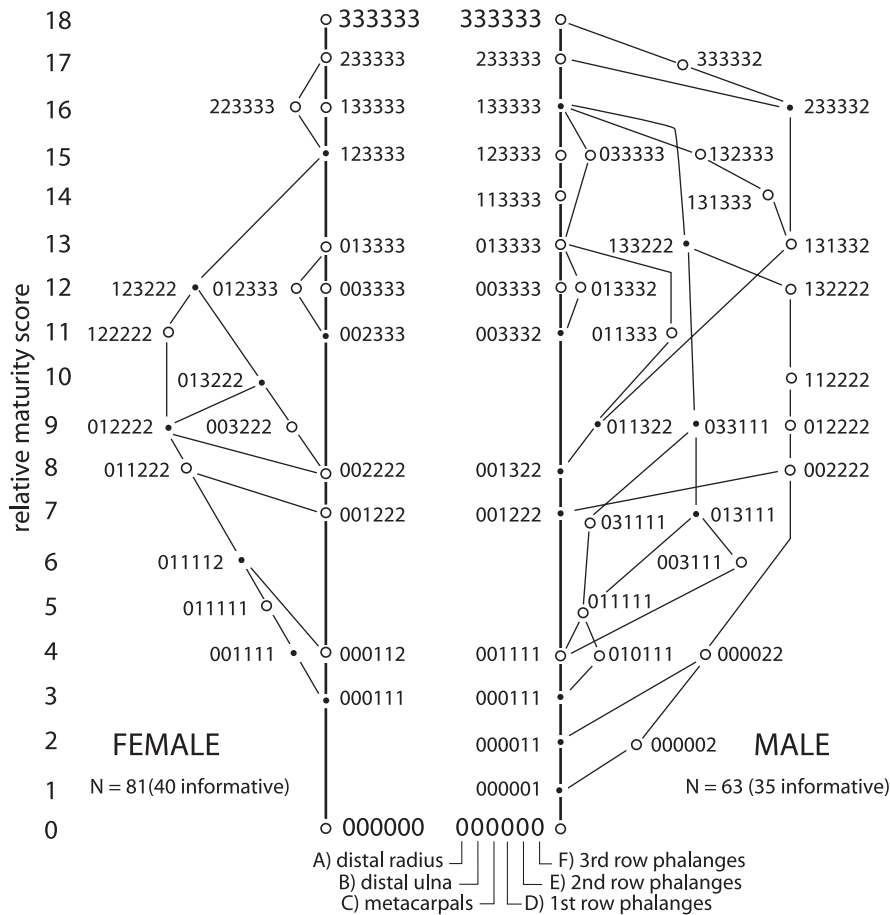 18 333333 333333
17 233333 233333 333332
16 223333 133333 133333 233332
15 123333 123333 033333 132333
14 113333 131333
13 013333 013333 133222 131332
12 123222 012333 003333 003333 013332 132222
11 122222 002333 003332 011333
10 013222 112222
9 012222 003222 011322 033111 012222
8 011222 002222 001322 002222
7 001222 001222 031111 013111
6 011112 003111
5 011111 011111
4 001111 000112 001111 010111 000022
3 000111 000111
2 FEMALE 000011 000002 MALE
1 N = 81(40 informative) 000001 N = 63 (35 informative)
0 000000 000000
relative maturity score
A) distal radius F) 3rd row phalanges
B) distal ulna E) 2nd row phalanges
C) metacarpals D) 1st row phalanges